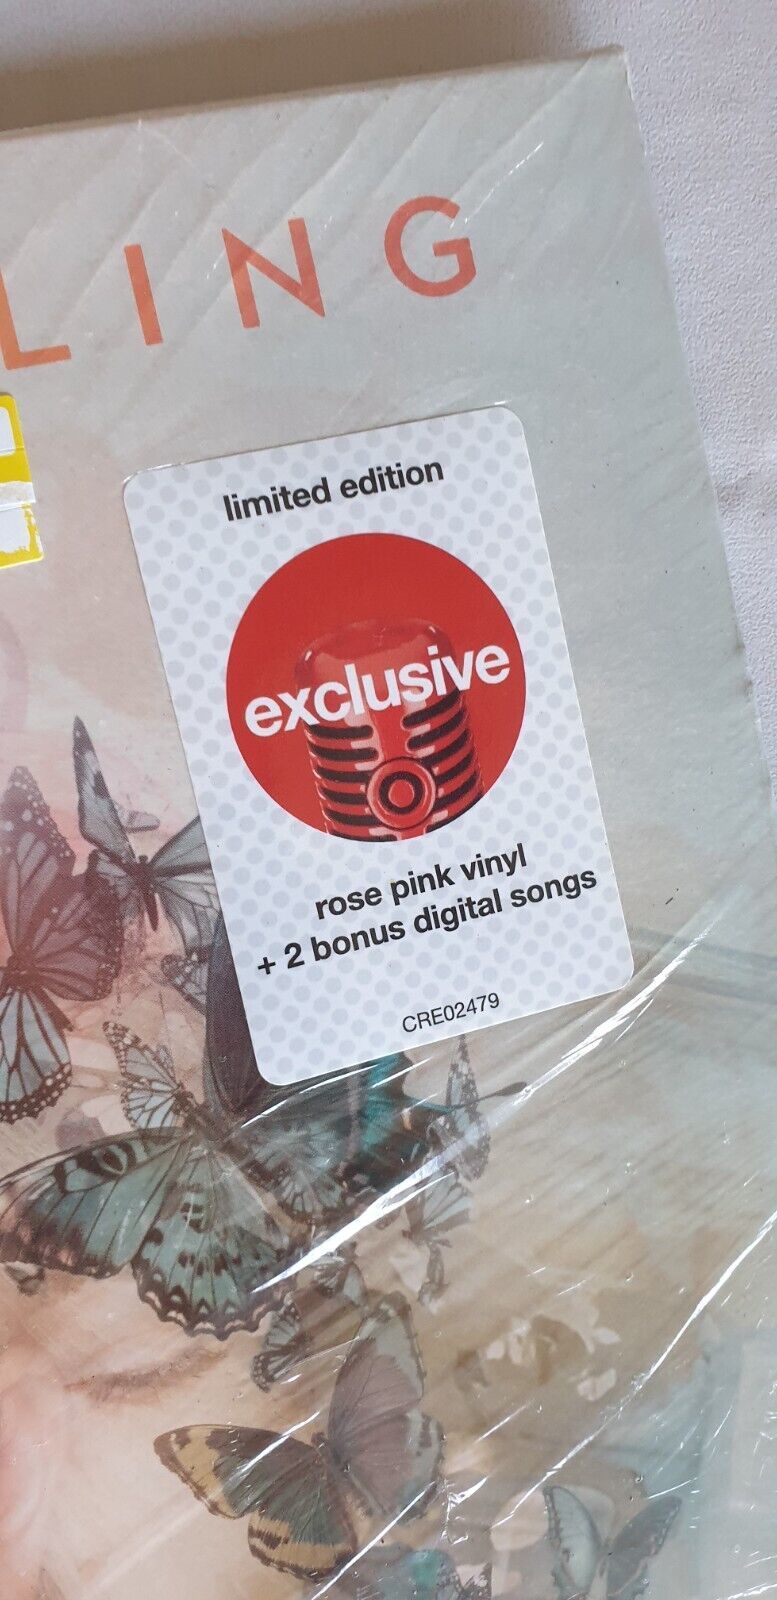 LING
limited edition
exclusive
rose pink vinyl
+ 2 bonus digital songs
CRE02479